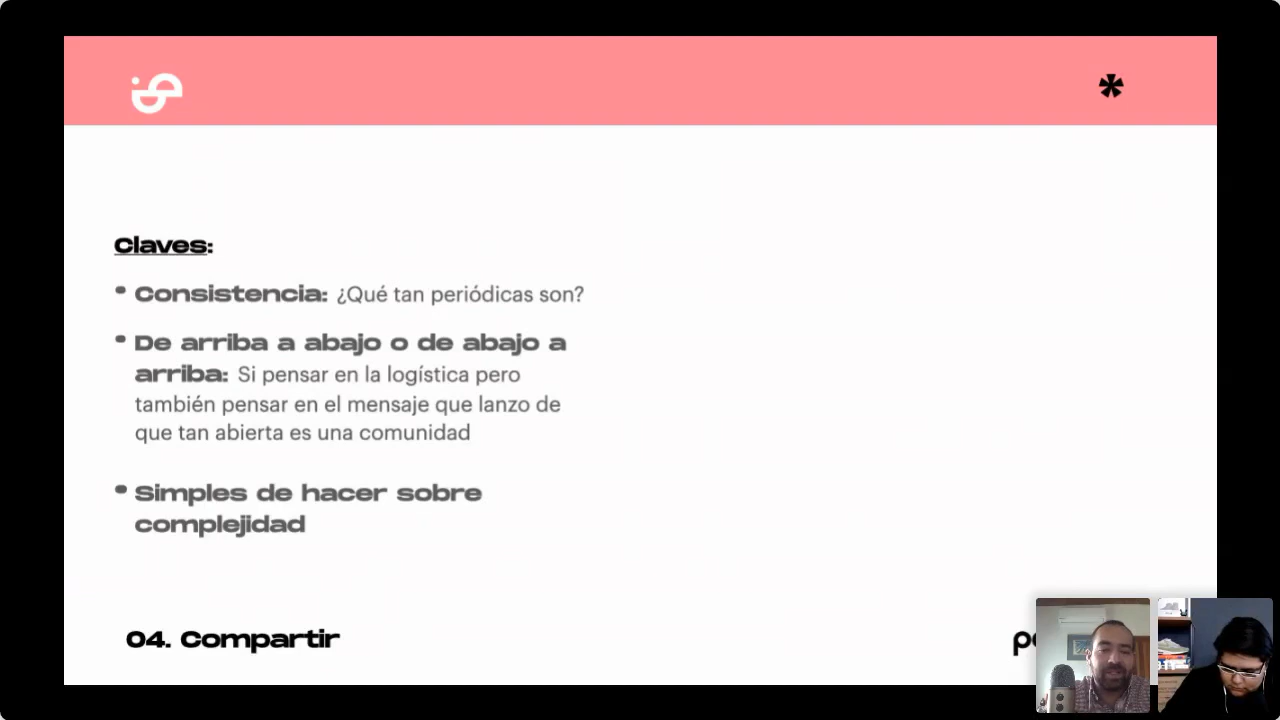 Claves:
• Consistencia: ¿Qué tan periódicas son?
• De arriba a abajo o de abajo a
arriba: Si pensar en la logística pero
también pensar en el mensaje que lanzo de
que tan abierta es una comunidad
• Simples de hacer sobre
complejidad
04. Compartir